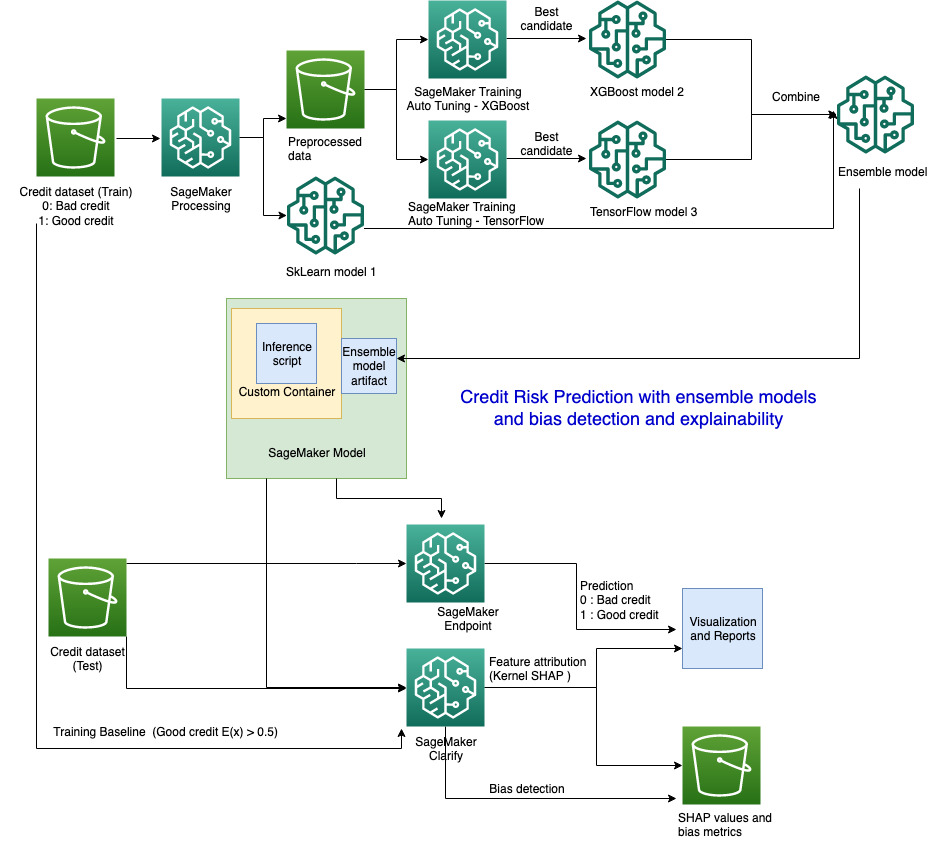 Best
candidate
SageMaker Training
Auto Tuning - XGBoost
XGBoost model 2
Combine
Ensemble model
Credit dataset (Train)
0: Bad credit
1: Good credit
SageMaker
Processing
Preprocessed
data
Best
candidate
SageMaker Training
Auto Tuning - TensorFlow
TensorFlow model 3
SkLearn model 1
Inference
script
Custom Container
Ensemble
model
artifact
SageMaker Model
Credit Risk Prediction with ensemble models
and bias detection and explainability
SageMaker
Endpoint
Prediction
0 : Bad credit
1 : Good credit
Visualization
and Reports
Credit dataset
(Test)
Feature attribution
(Kernel SHAP )
Training Baseline (Good credit E(x) > 0.5)
SageMaker
Clarify
Bias detection
SHAP values and
bias metrics